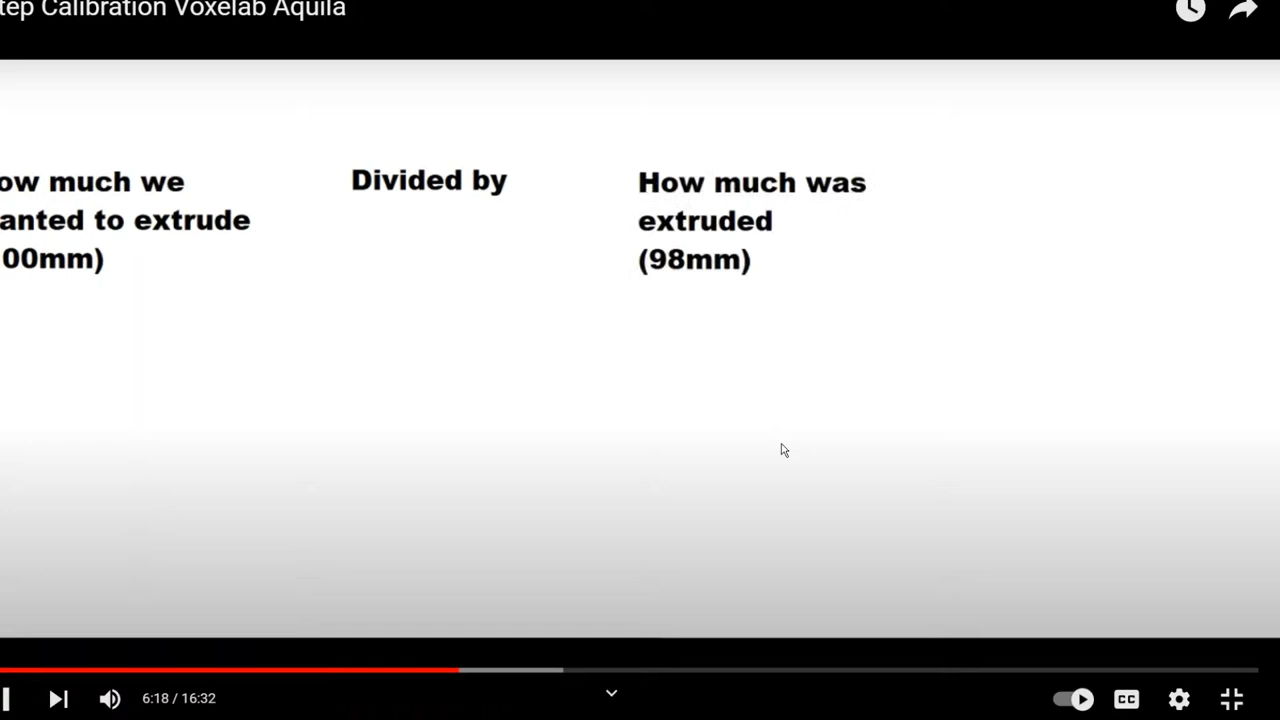 tep Calibration Voxelab Aquila
ow much we
anted to extrude
00mm)
Divided by
How much was
extruded
(98mm)
6:18 / 16:32
CC